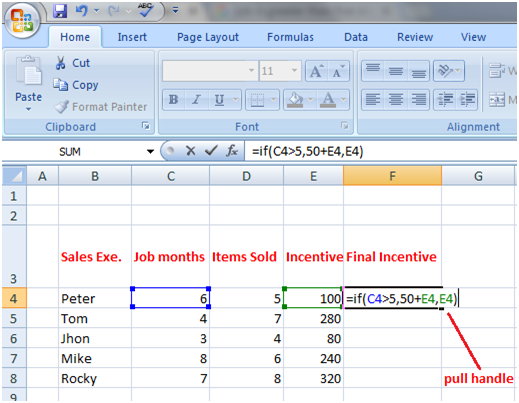 ABC
Home Insert Page Layout Formulas Data Review View
Paste
Cut
Copy
Format Painter
11 A A
B I U A
Clipboard Font Alignment
SUM fx =if(C4>5,50+E4,E4)
A B C D E F G
1
2
3 Sales Exe. Job months Items Sold Incentive Final Incentive
4 Peter 6 5 100 =if(C4>5,50+E4,E4)
5 Tom 4 7 280
6 Jhon 3 4 80
7 Mike 8 6 240
8 Rocky 7 8 320
pull handle
9